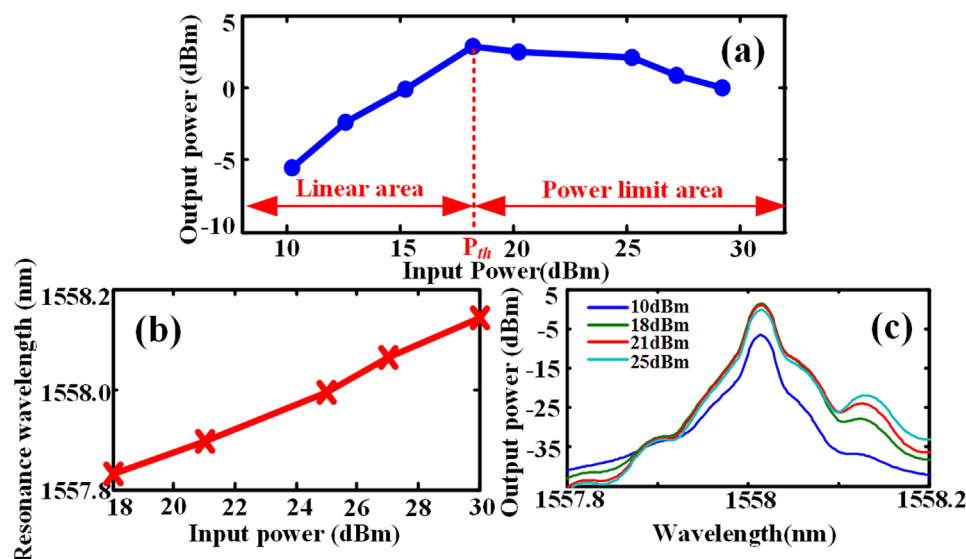 (a)
Output power (dBm)
5
0
-5
-10
Linear area
Power limit area
10
15
20
25
30
P_th
Input Power(dBm)
(b)
Resonance wavelength (nm)
1558.2
1558.0
1557.8
18
20
22
24
26
28
30
Input power (dBm)
(c)
Output power (dBm)
5
-5
-15
-25
-35
10dBm
18dBm
21dBm
25dBm
1557.8
1558
1558.2
Wavelength(nm)